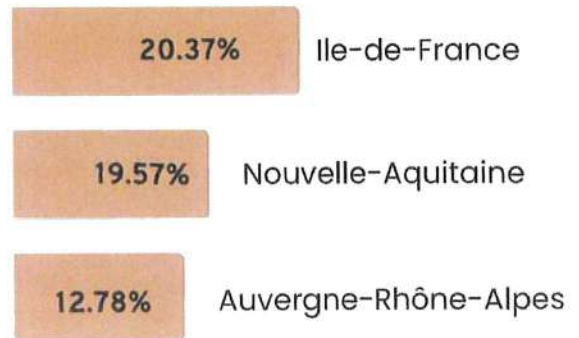 20.37% Ile-de-France
19.57% Nouvelle-Aquitaine
12.78% Auvergne-Rhône-Alpes